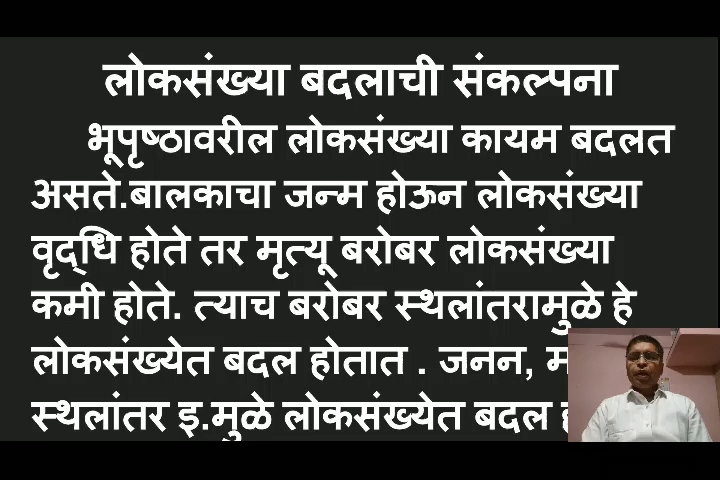 लोकसंख्या बदलाची संकल्पना
भूपृष्ठावरील लोकसंख्या कायम बदलत
असते.बालकाचा जन्म होऊन लोकसंख्या
वृद्धि होते तर मृत्यू बरोबर लोकसंख्या
कमी होते. त्याच बरोबर स्थलांतरामुळे हे
लोकसंख्येत बदल होतात . जनन,
स्थलांतर इ.मुळे लोकसंख्येत बदल